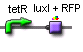 tetR luxI + RFP